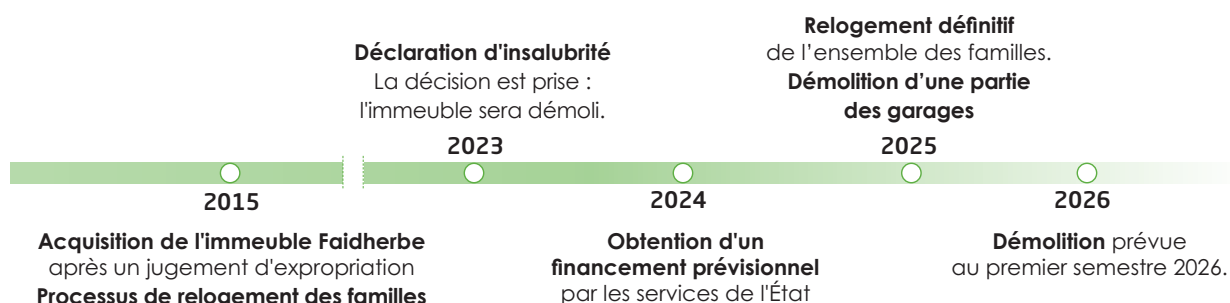 Déclaration d'insalubrité
La décision est prise :
l'immeuble sera démoli.
Relogement définitif
de l’ensemble des familles.
Démolition d’une partie
des garages
2023
2025
2015
2024
2026
Acquisition de l'immeuble Faidherbe
après un jugement d'expropriation
Processus de relogement des familles
Obtention d'un
financement prévisionnel
par les services de l'État
Démolition prévue
au premier semestre 2026.